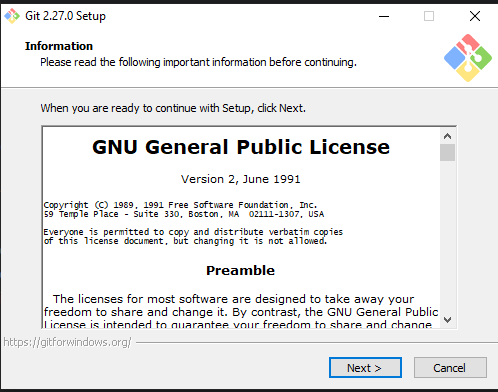 Git 2.27.0 Setup
Information
Please read the following important information before continuing.
When you are ready to continue with Setup, click Next.
GNU General Public License
Version 2, June 1991
Copyright (C) 1989, 1991 Free Software Foundation, Inc.
59 Temple Place - Suite 330, Boston, MA  02111-1307, USA
Everyone is permitted to copy and distribute verbatim copies
of this license document, but changing it is not allowed.
Preamble
The licenses for most software are designed to take away your
freedom to share and change it. By contrast, the GNU General Public
License is intended to guarantee your freedom to share and change
https://gitforwindows.org/
Next >
Cancel